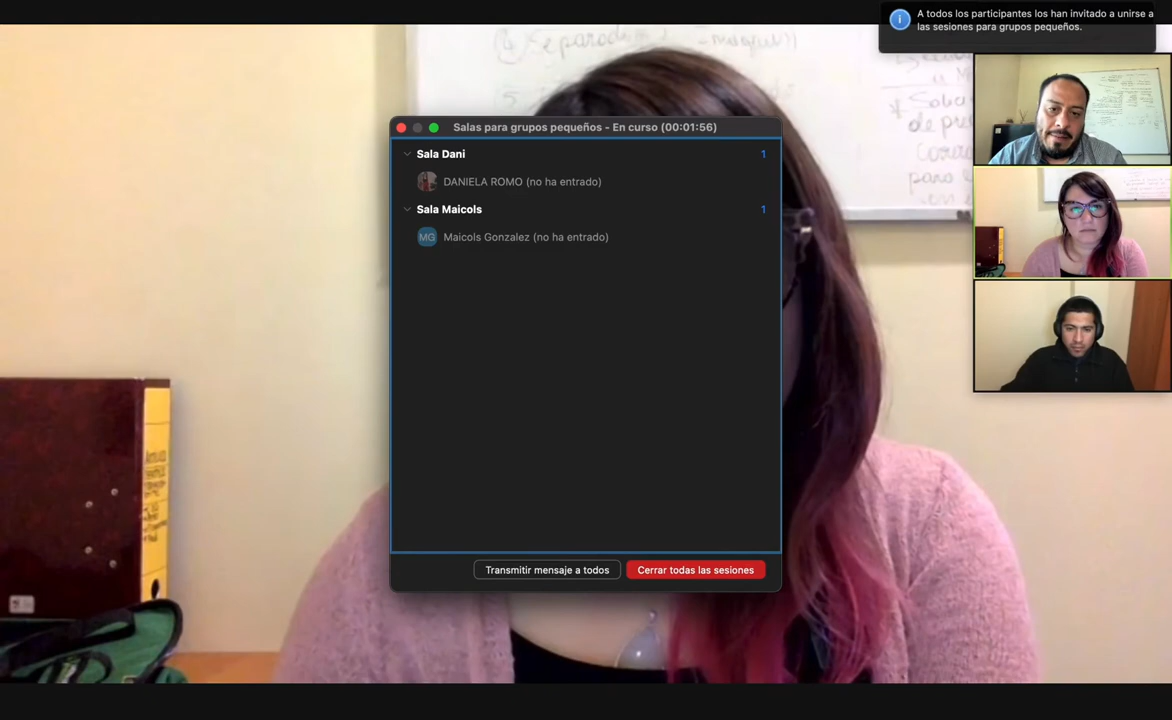 A todos los participantes los han invitado a unirse a
las sesiones para grupos pequeños.
Salas para grupos pequeños - En curso (00:01:56)
Sala Dani 1
DANIELA ROMO (no ha entrado)
Sala Maicols 1
MG Maicols Gonzalez (no ha entrado)
Transmitir mensaje a todos
Cerrar todas las sesiones